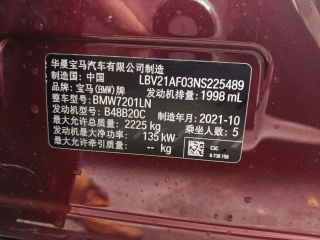 华晨宝马汽车有限公司制造
制造国：中国 LBV21AF03NS225489
品牌：宝马(BMW)牌 发动机排量：1998 mL
整车型号：BMW7201LN
发动机型号：B48B20C 制造年月：2021-10
最大允许总质量：2225 kg 乘坐人数：5
发动机最大净功率：135 kW
最大允许牵引质量：-- kg